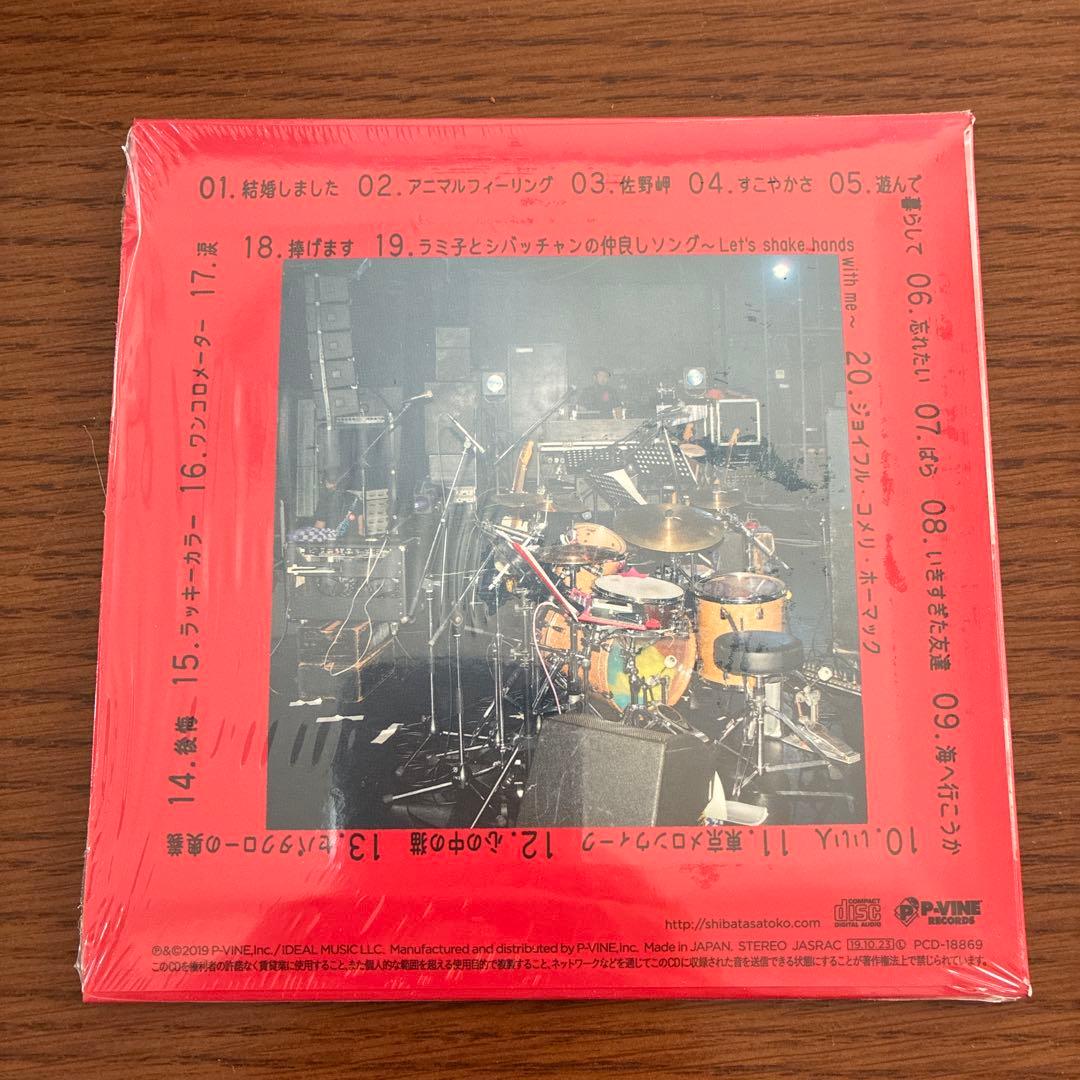 01.結婚しました 02.アニマルフィーリング 03.佐野岬 04.すこやかさ 05.遊んで暮らして
06.忘れたい 07.ばら 08.いきすぎた友達 09.海へ行こうか
10.いい人 11.東京メロンウィーク 12.心の中の猫 13.セパタクローの奥義
14.後悔 15.ラッキーカラー 16.ワンコロメーター 17.涙
18.捧げます 19.ラミ子とシバッチャンの仲良しソング~Let's shake hands with me~
20.ジョイフル・コメリ・ホーマック
http://shibatasatoko.com
COMPACT disc DIGITAL AUDIO
P-VINE RECORDS
℗&©2019 P-VINE,Inc./IDEAL MUSIC LLC. Manufactured and distributed by P-VINE,Inc. Made in JAPAN. STEREO JASRAC 19.10.23 Ⓛ PCD-18869
このCDを権利者の許諾なく賃貸業に使用すること、また個人的な範囲を超える使用目的で複製すること、ネットワークなどを通じてこのCDに収録された音を送信できる状態にすることが著作権法上で禁じられています。